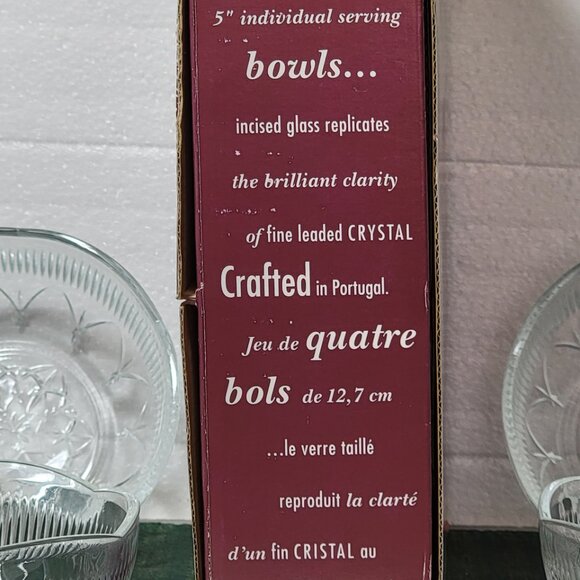 5" individual serving
bowls...
incised glass replicates
the brilliant clarity
of fine leaded CRYSTAL
Crafted in Portugal.
Jeu de quatre
bols de 12,7 cm
...le verre taillé
reproduit la clarté
d'un fin CRISTAL au